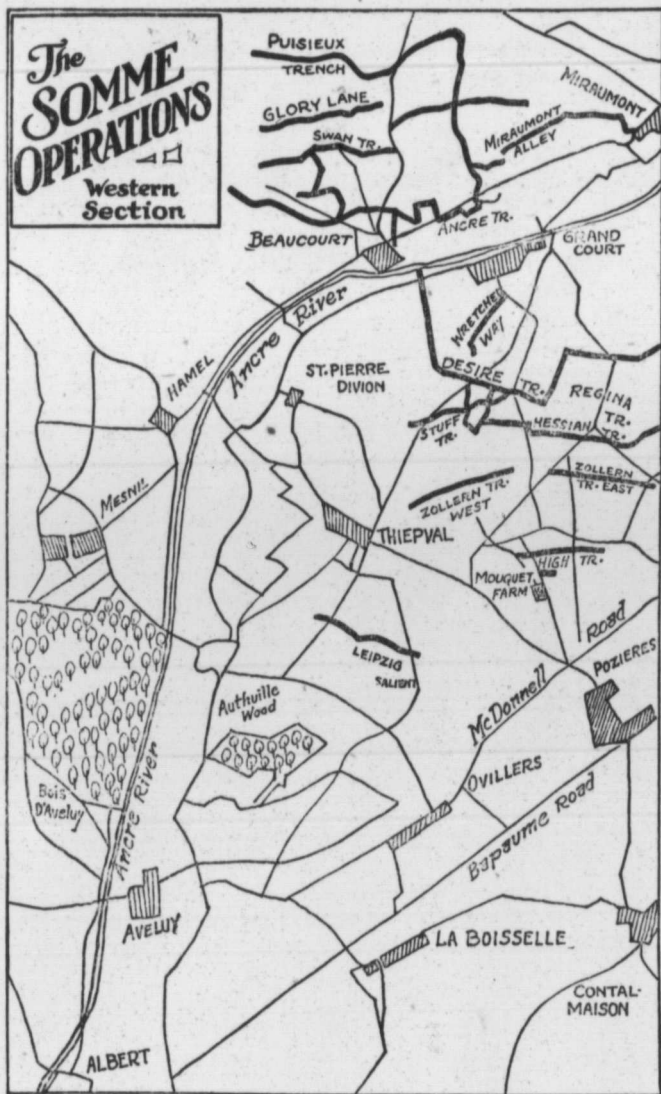 The
SOMME
OPERATIONS
Western
Section
PUISIEUX
TRENCH
GLORY LANE
SWAN TR.
MIRAUMONT
MIRAUMONT
ALLEY
ANCRE TR.
BEAUCOURT
GRAND
COURT
Ancre River
WRETCHED
WAY
HAMEL
ST. PIERRE
DIVION
DESIRE TR.
REGINA
TR.
STUFF
TR.
HESSIAN TR.
MESNIL
ZOLLERN TR.
WEST
ZOLLERN
TR. EAST
THIEPVAL
HIGH TR.
MOUQUET
FARM
LEIPZIG
SALIENT
McDonnell Road
POZIERES
Authville
Wood
OVILLERS
Bois
D'Aveluy
Ancre River
Bapaume Road
AVELUY
LA BOISSELLE
CONTAL-
MAISON
ALBERT